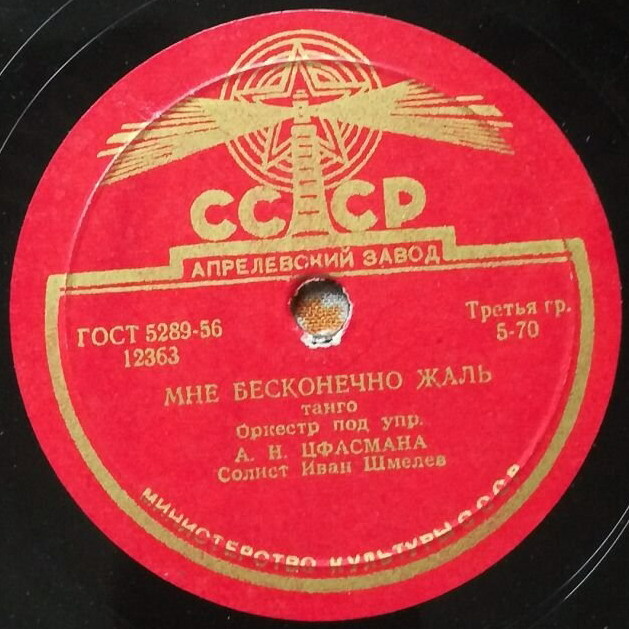 СССР
АПРЕЛЕВСКИЙ ЗАВОД
ГОСТ 5289-56
12363
Третья гр.
5-70
МНЕ БЕСКОНЕЧНО ЖАЛЬ
танго
Оркестр под упр.
А. Н. ЦФАСМАНА
Солист Иван Шмелев
МИНИСТЕРСТВО КУЛЬТУРЫ СССР